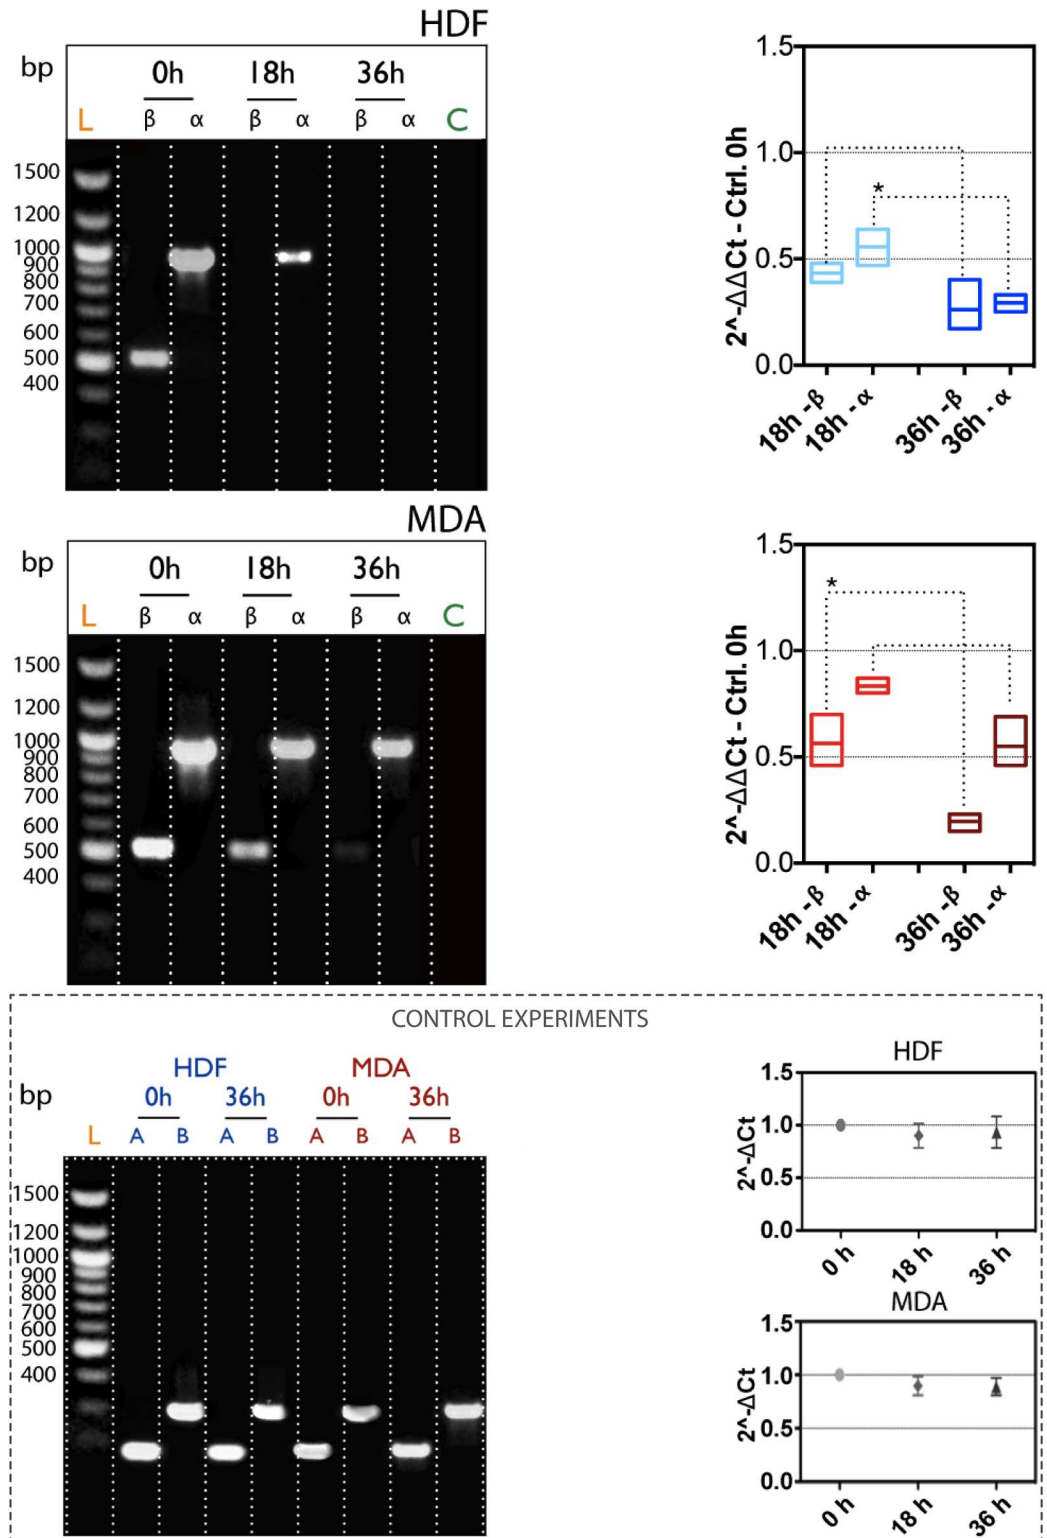 HDF
bp
0h 18h 36h
L β α β α β α C
1500
1200
1000
900
800
700
600
500
400
2^-ΔΔCt - Ctrl. 0h
1.5
1.0
0.5
0.0
*
18h -β
18h - α
36h -β
36h - α
MDA
bp
0h 18h 36h
L β α β α β α C
1500
1200
1000
900
800
700
600
500
400
2^-ΔΔCt - Ctrl. 0h
1.5
1.0
0.5
0.0
*
18h -β
18h -α
36h -β
36h -α
CONTROL EXPERIMENTS
HDF MDA
bp
0h 36h 0h 36h
L A B A B A B A B
1500
1200
1000
900
800
700
600
500
400
HDF
2^-ΔCt
1.5
1.0
0.5
0.0
0 h
18 h
36 h
MDA
2^-ΔCt
1.5
1.0
0.5
0.0
0 h
18 h
36 h